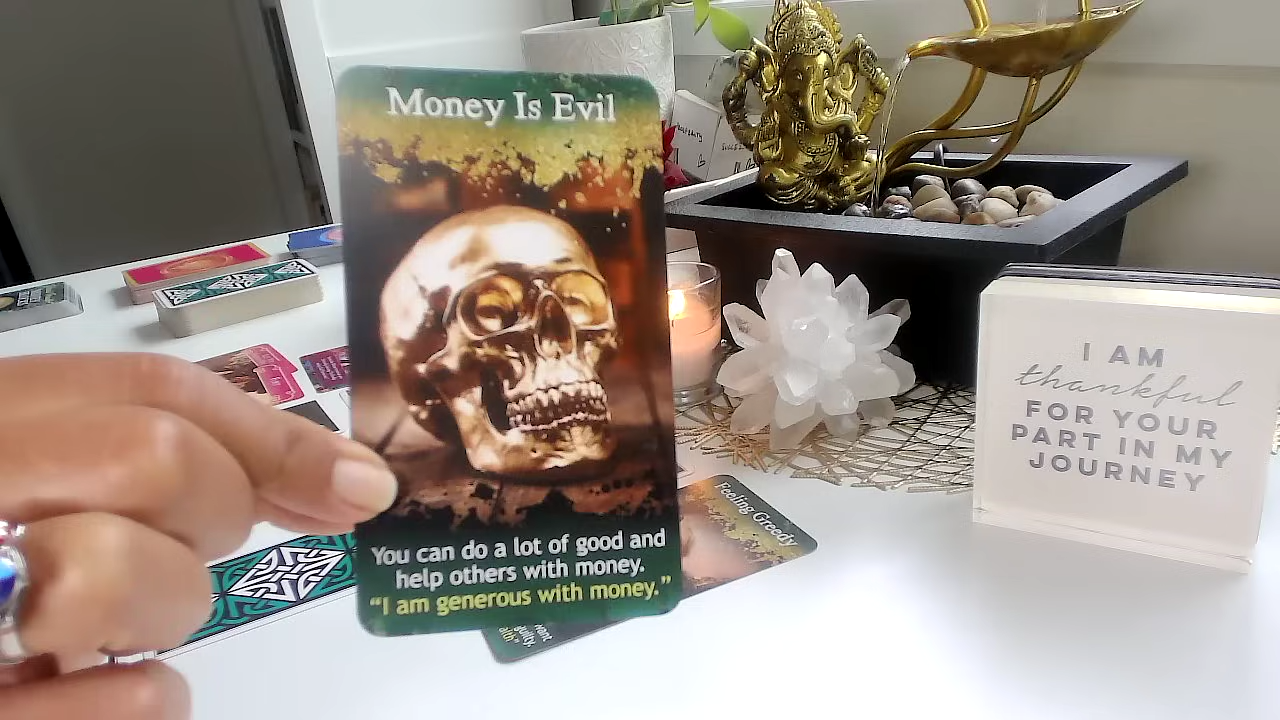 Money Is Evil
You can do a lot of good and
help others with money.
"I am generous with money."
Feeling Greedy
I AM
thankful
FOR YOUR
PART IN MY
JOURNEY